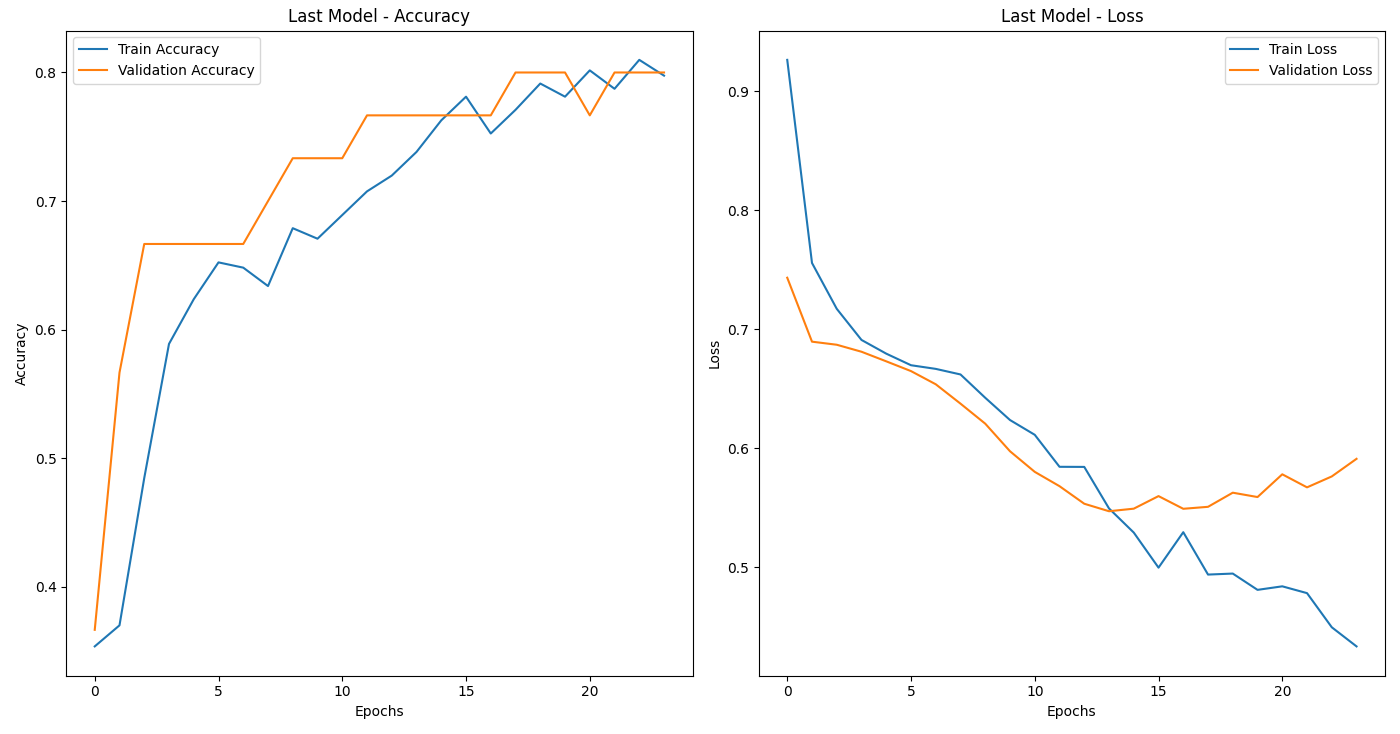 Last Model - Accuracy
Train Accuracy
Validation Accuracy
0.8
0.7
0.6
0.5
0.4
Accuracy
0 5 10 15 20
Epochs
Last Model - Loss
Train Loss
Validation Loss
0.9
0.8
0.7
0.6
0.5
Loss
0 5 10 15 20
Epochs